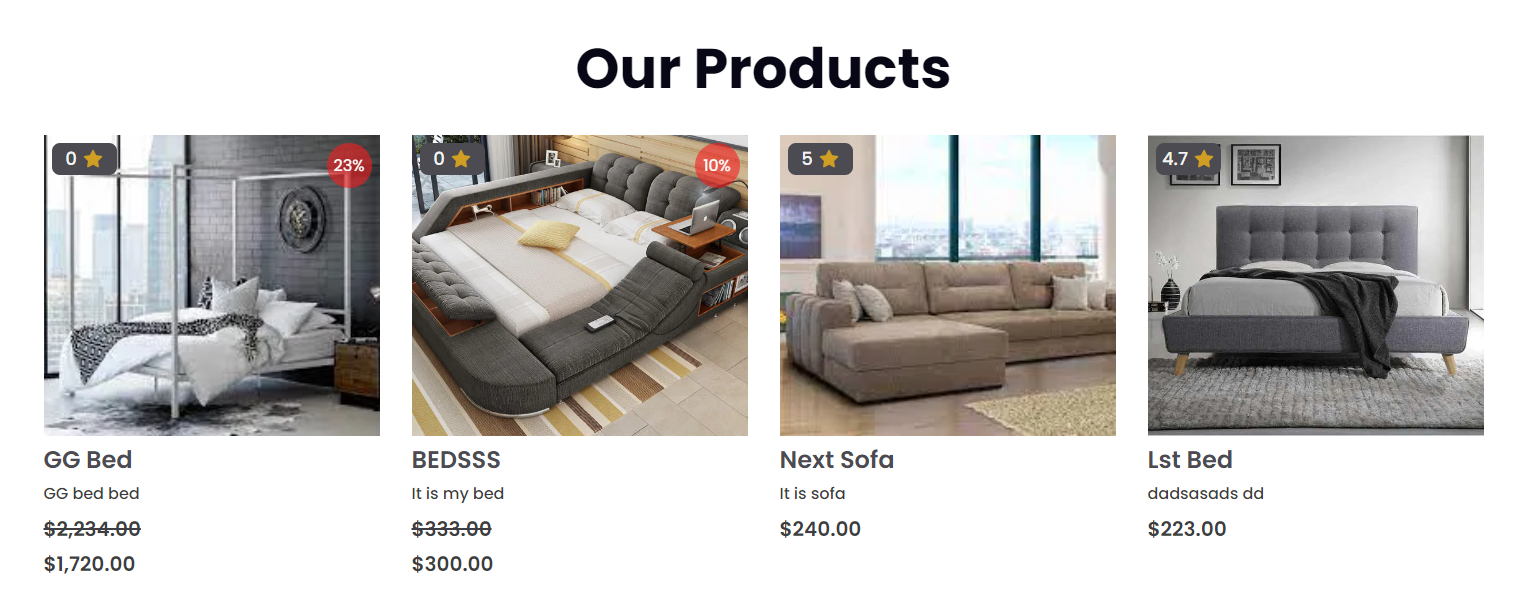 Our Products
0
23%
GG Bed
GG bed bed
$2,234.00
$1,720.00
0
10%
BEDSSS
It is my bed
$333.00
$300.00
5
Next Sofa
It is sofa
$240.00
4.7
Lst Bed
dadsasads dd
$223.00